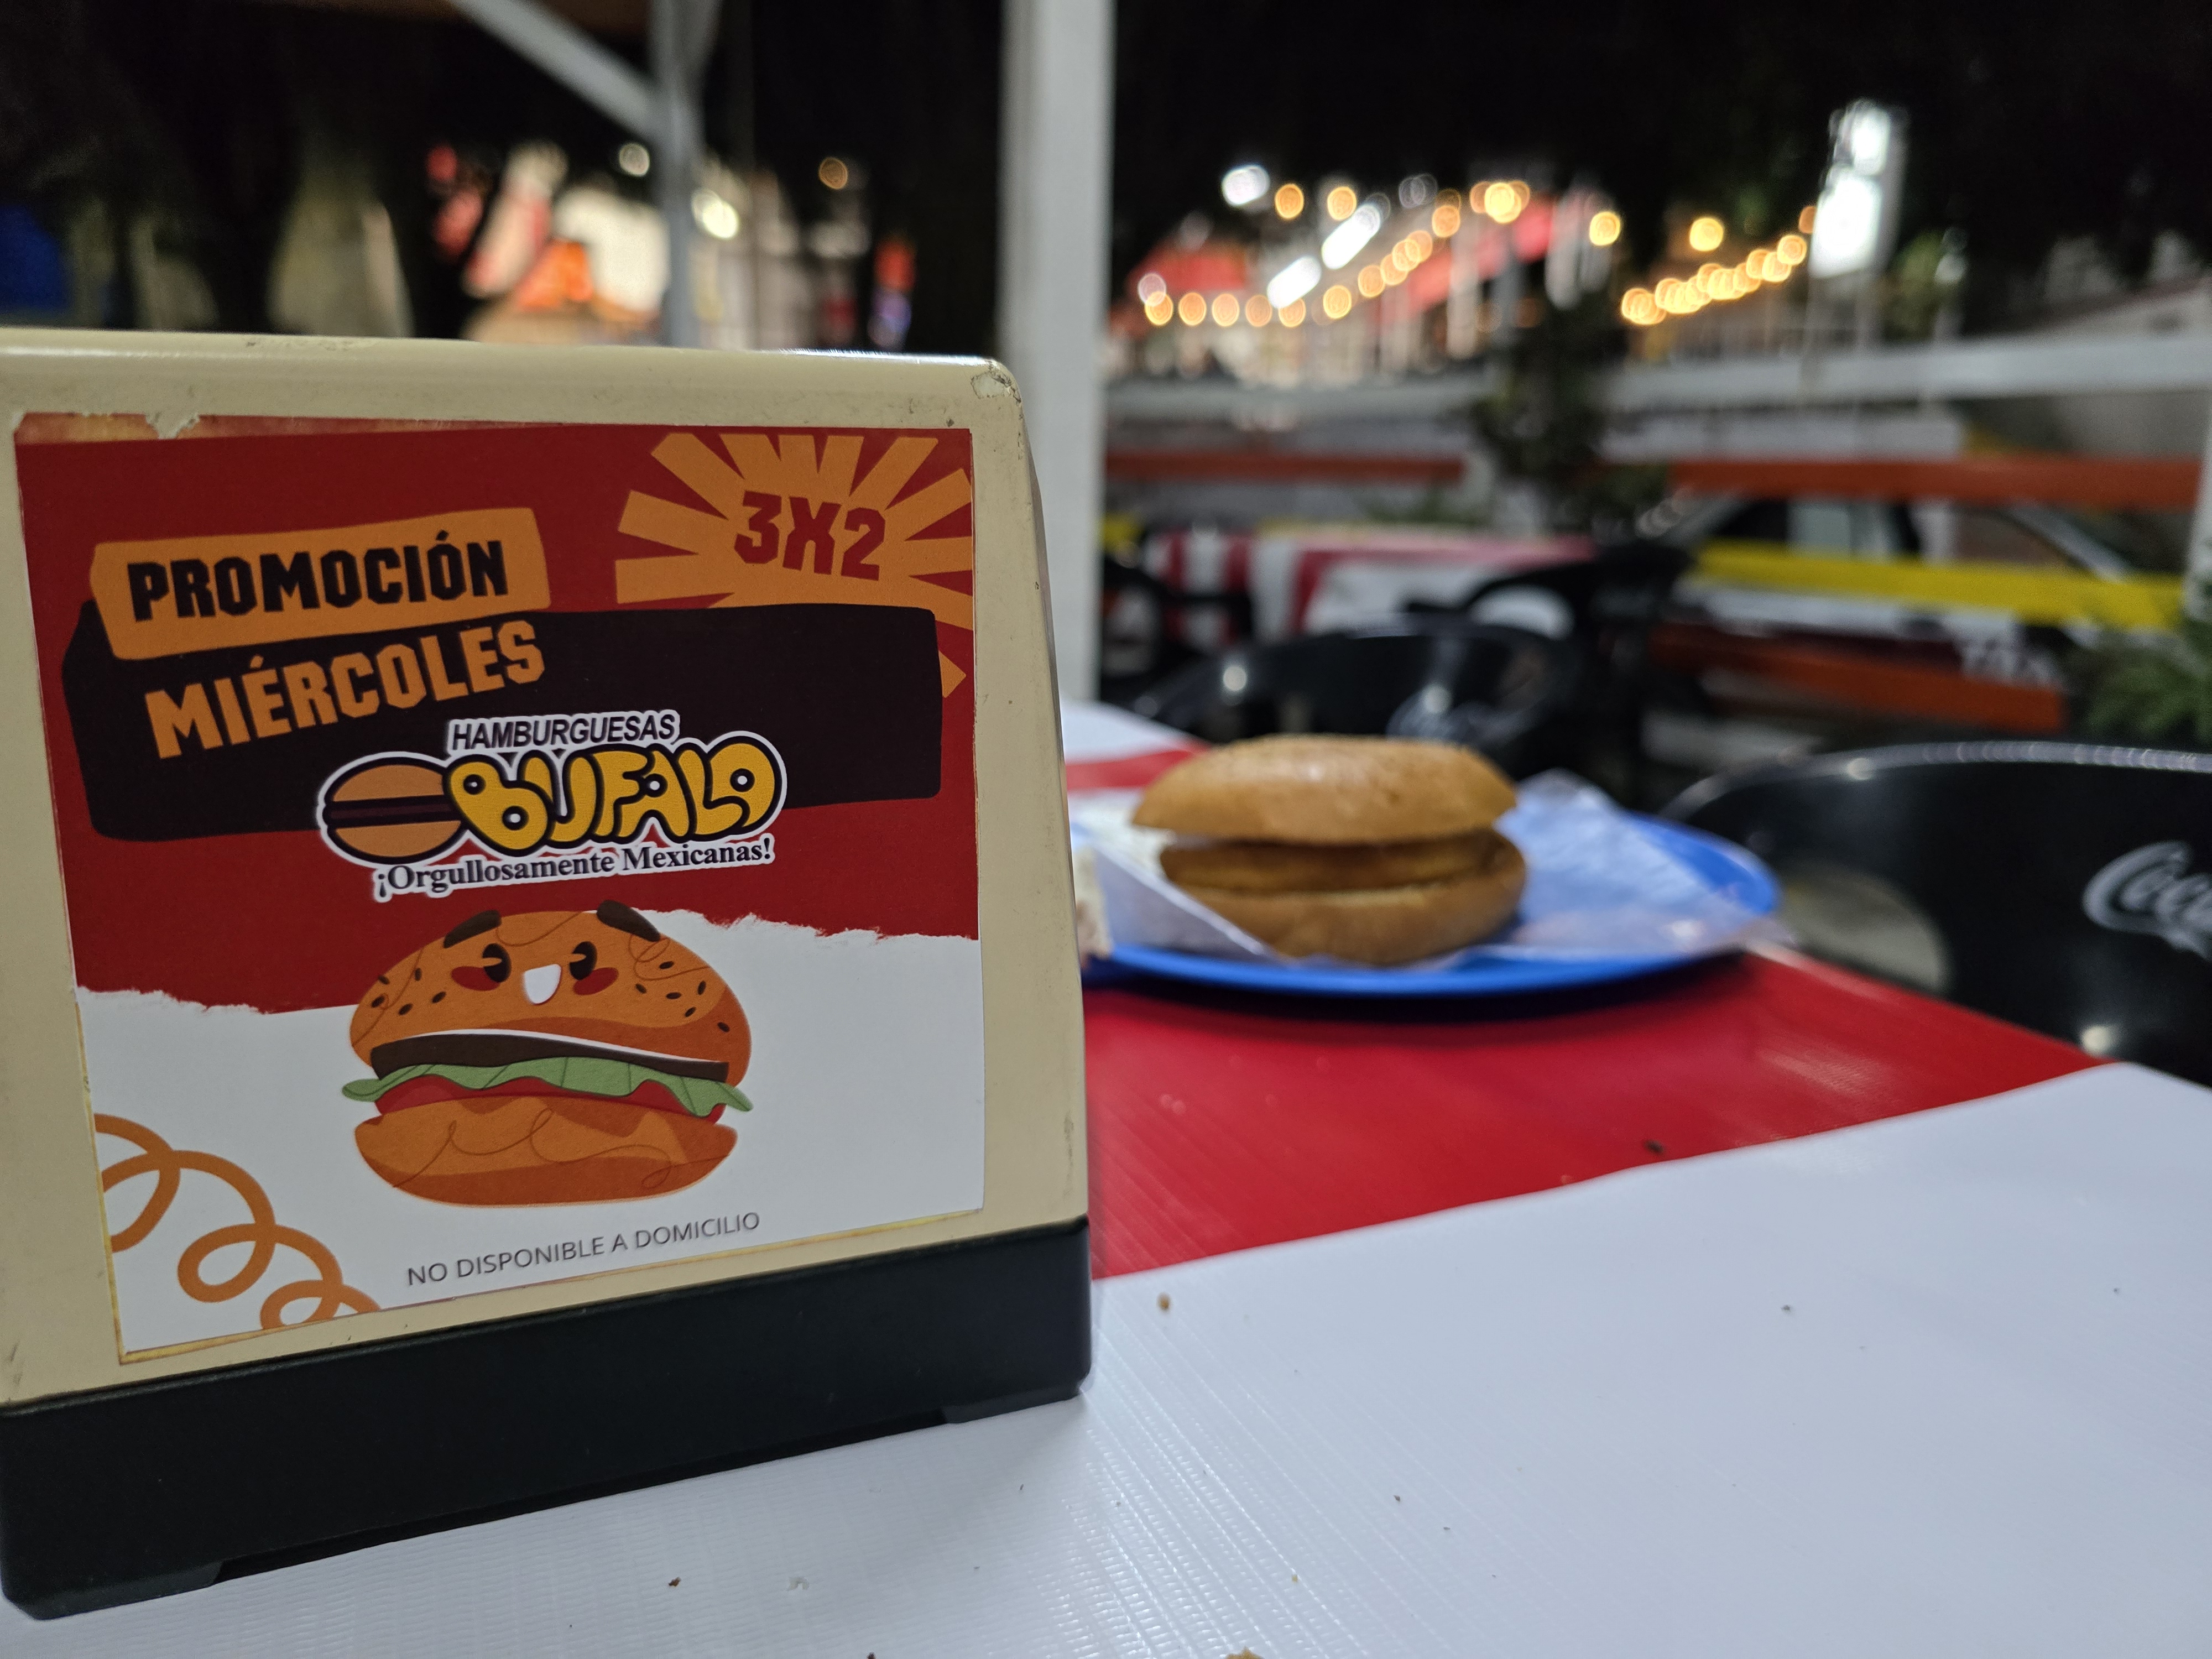 3X2
PROMOCIÓN
MIÉRCOLES
HAMBURGUESAS
BUFALO
¡Orgullosamente Mexicanas!
NO DISPONIBLE A DOMICILIO